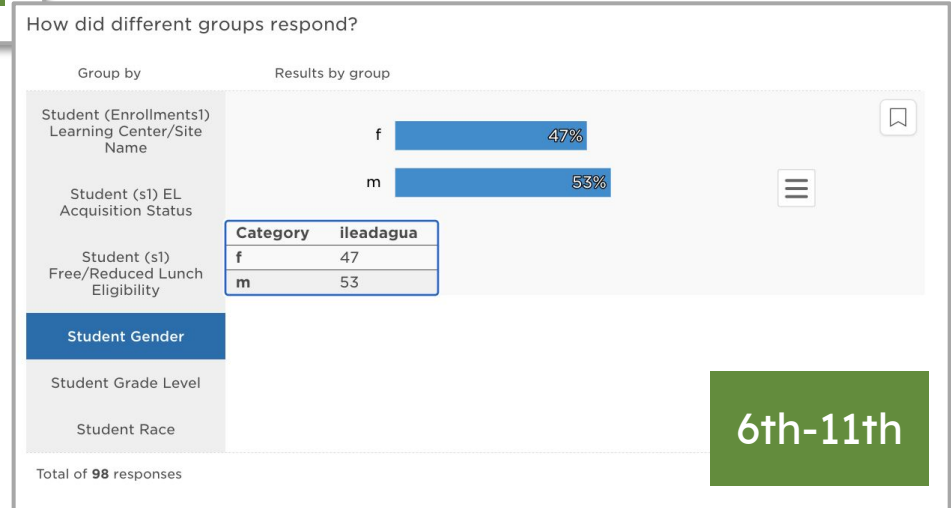 How did different groups respond?
Group by
Results by group
Student (Enrollments1)
Learning Center/Site
Name
Student (s1) EL
Acquisition Status
Student (s1)
Free/Reduced Lunch
Eligibility
Student Gender
Student Grade Level
Student Race
f 47%
m 53%
Category ileadagua
f 47
m 53
6th-11th
Total of 98 responses